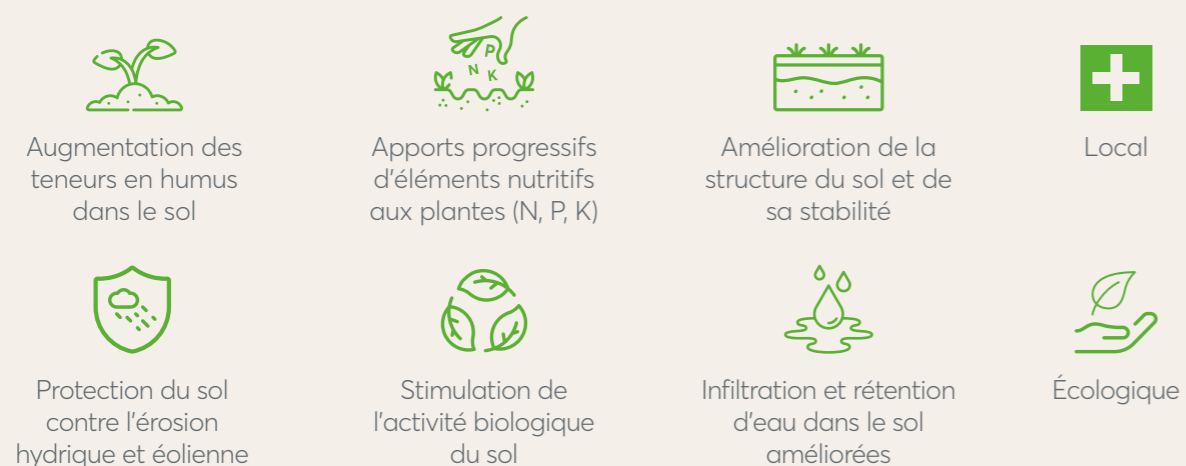 N P K
Augmentation des
teneurs en humus
dans le sol
Apports progressifs
d'éléments nutritifs
aux plantes (N, P, K)
Amélioration de la
structure du sol et de
sa stabilité
Local
Protection du sol
contre l'érosion
hydrique et éolienne
Stimulation de
l'activité biologique
du sol
Infiltration et rétention
d'eau dans le sol
améliorées
Écologique